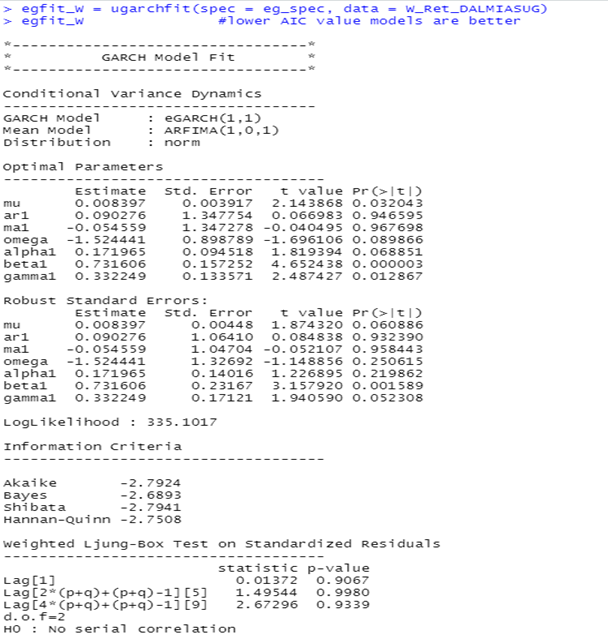 > egfit_W = ugarchfit(spec = eg_spec, data = W_Ret_DALMIASUG)
> egfit_W #lower AIC value models are better
*---------------------------------*
* GARCH Model Fit *
*---------------------------------*
Conditional Variance Dynamics
-----------------------------------
GARCH Model : eGARCH(1,1)
Mean Model : ARFIMA(1,0,1)
Distribution : norm
Optimal Parameters
------------------------------------
Estimate Std. Error t value Pr(>|t|)
mu 0.008397 0.003917 2.143868 0.032043
ar1 0.090276 1.347754 0.066983 0.946595
ma1 -0.054559 1.347278 -0.040495 0.967698
omega -1.524441 0.898789 -1.696106 0.089866
alpha1 0.171965 0.094518 1.819394 0.068851
beta1 0.731606 0.157252 4.652438 0.000003
gamma1 0.332249 0.133571 2.487427 0.012867
Robust Standard Errors:
Estimate Std. Error t value Pr(>|t|)
mu 0.008397 0.00448 1.874320 0.060886
ar1 0.090276 1.06410 0.084838 0.932390
ma1 -0.054559 1.04704 -0.052107 0.958443
omega -1.524441 1.32692 -1.148856 0.250615
alpha1 0.171965 0.14016 1.226895 0.219862
beta1 0.731606 0.23167 3.157920 0.001589
gamma1 0.332249 0.17121 1.940590 0.052308
LogLikelihood : 335.1017
Information Criteria
------------------------------------
Akaike -2.7924
Bayes -2.6893
Shibata -2.7941
Hannan-Quinn -2.7508
Weighted Ljung-Box Test on Standardized Residuals
------------------------------------
statistic p-value
Lag[1] 0.01372 0.9067
Lag[2*(p+q)+(p+q)-1][5] 1.49544 0.9980
Lag[4*(p+q)+(p+q)-1][9] 2.67296 0.9339
d.o.f=2
H0 : No serial correlation